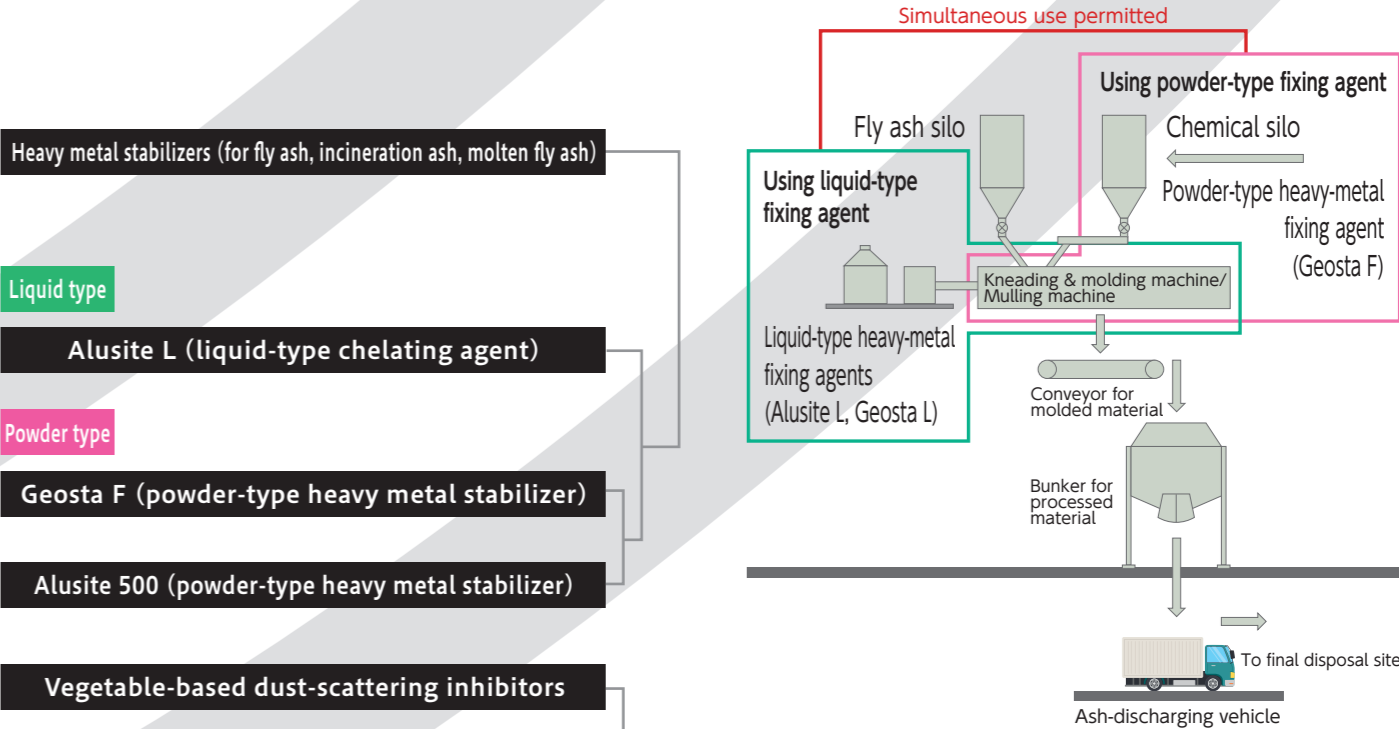 Heavy metal stabilizers (for fly ash, incineration ash, molten fly ash)
Liquid type
Alusite L (liquid-type chelating agent)
Powder type
Geosta F (powder-type heavy metal stabilizer)
Alusite 500 (powder-type heavy metal stabilizer)
Vegetable-based dust-scattering inhibitors
Simultaneous use permitted
Using powder-type fixing agent
Fly ash silo
Chemical silo
Powder-type heavy-metal
fixing agent
(Geosta F)
Using liquid-type
fixing agent
Kneading & molding machine/
Mulling machine
Liquid-type heavy-metal
fixing agents
(Alusite L, Geosta L)
Conveyor for
molded material
Bunker for
processed
material
To final disposal site
Ash-discharging vehicle